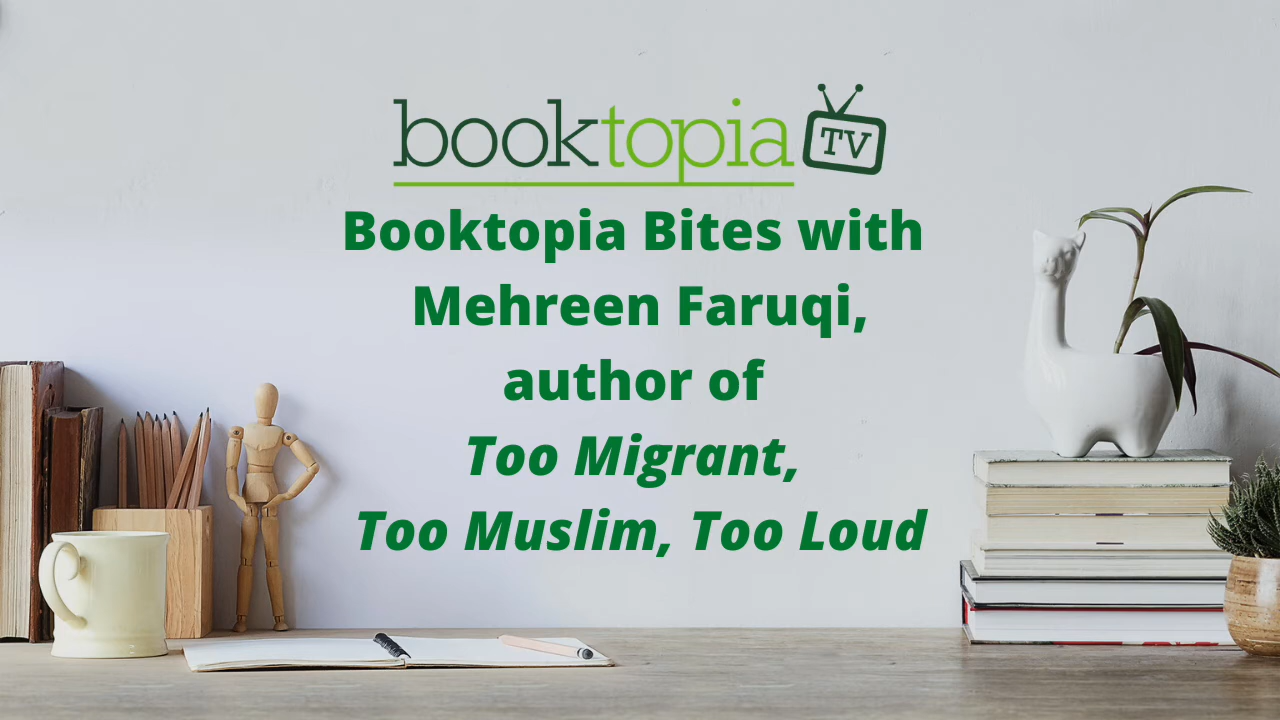 booktopia TV
Booktopia Bites with
Mehreen Faruqi,
author of
Too Migrant,
Too Muslim, Too Loud